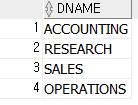 DNAME
1 ACCOUNTING
2 RESEARCH
3 SALES
4 OPERATIONS